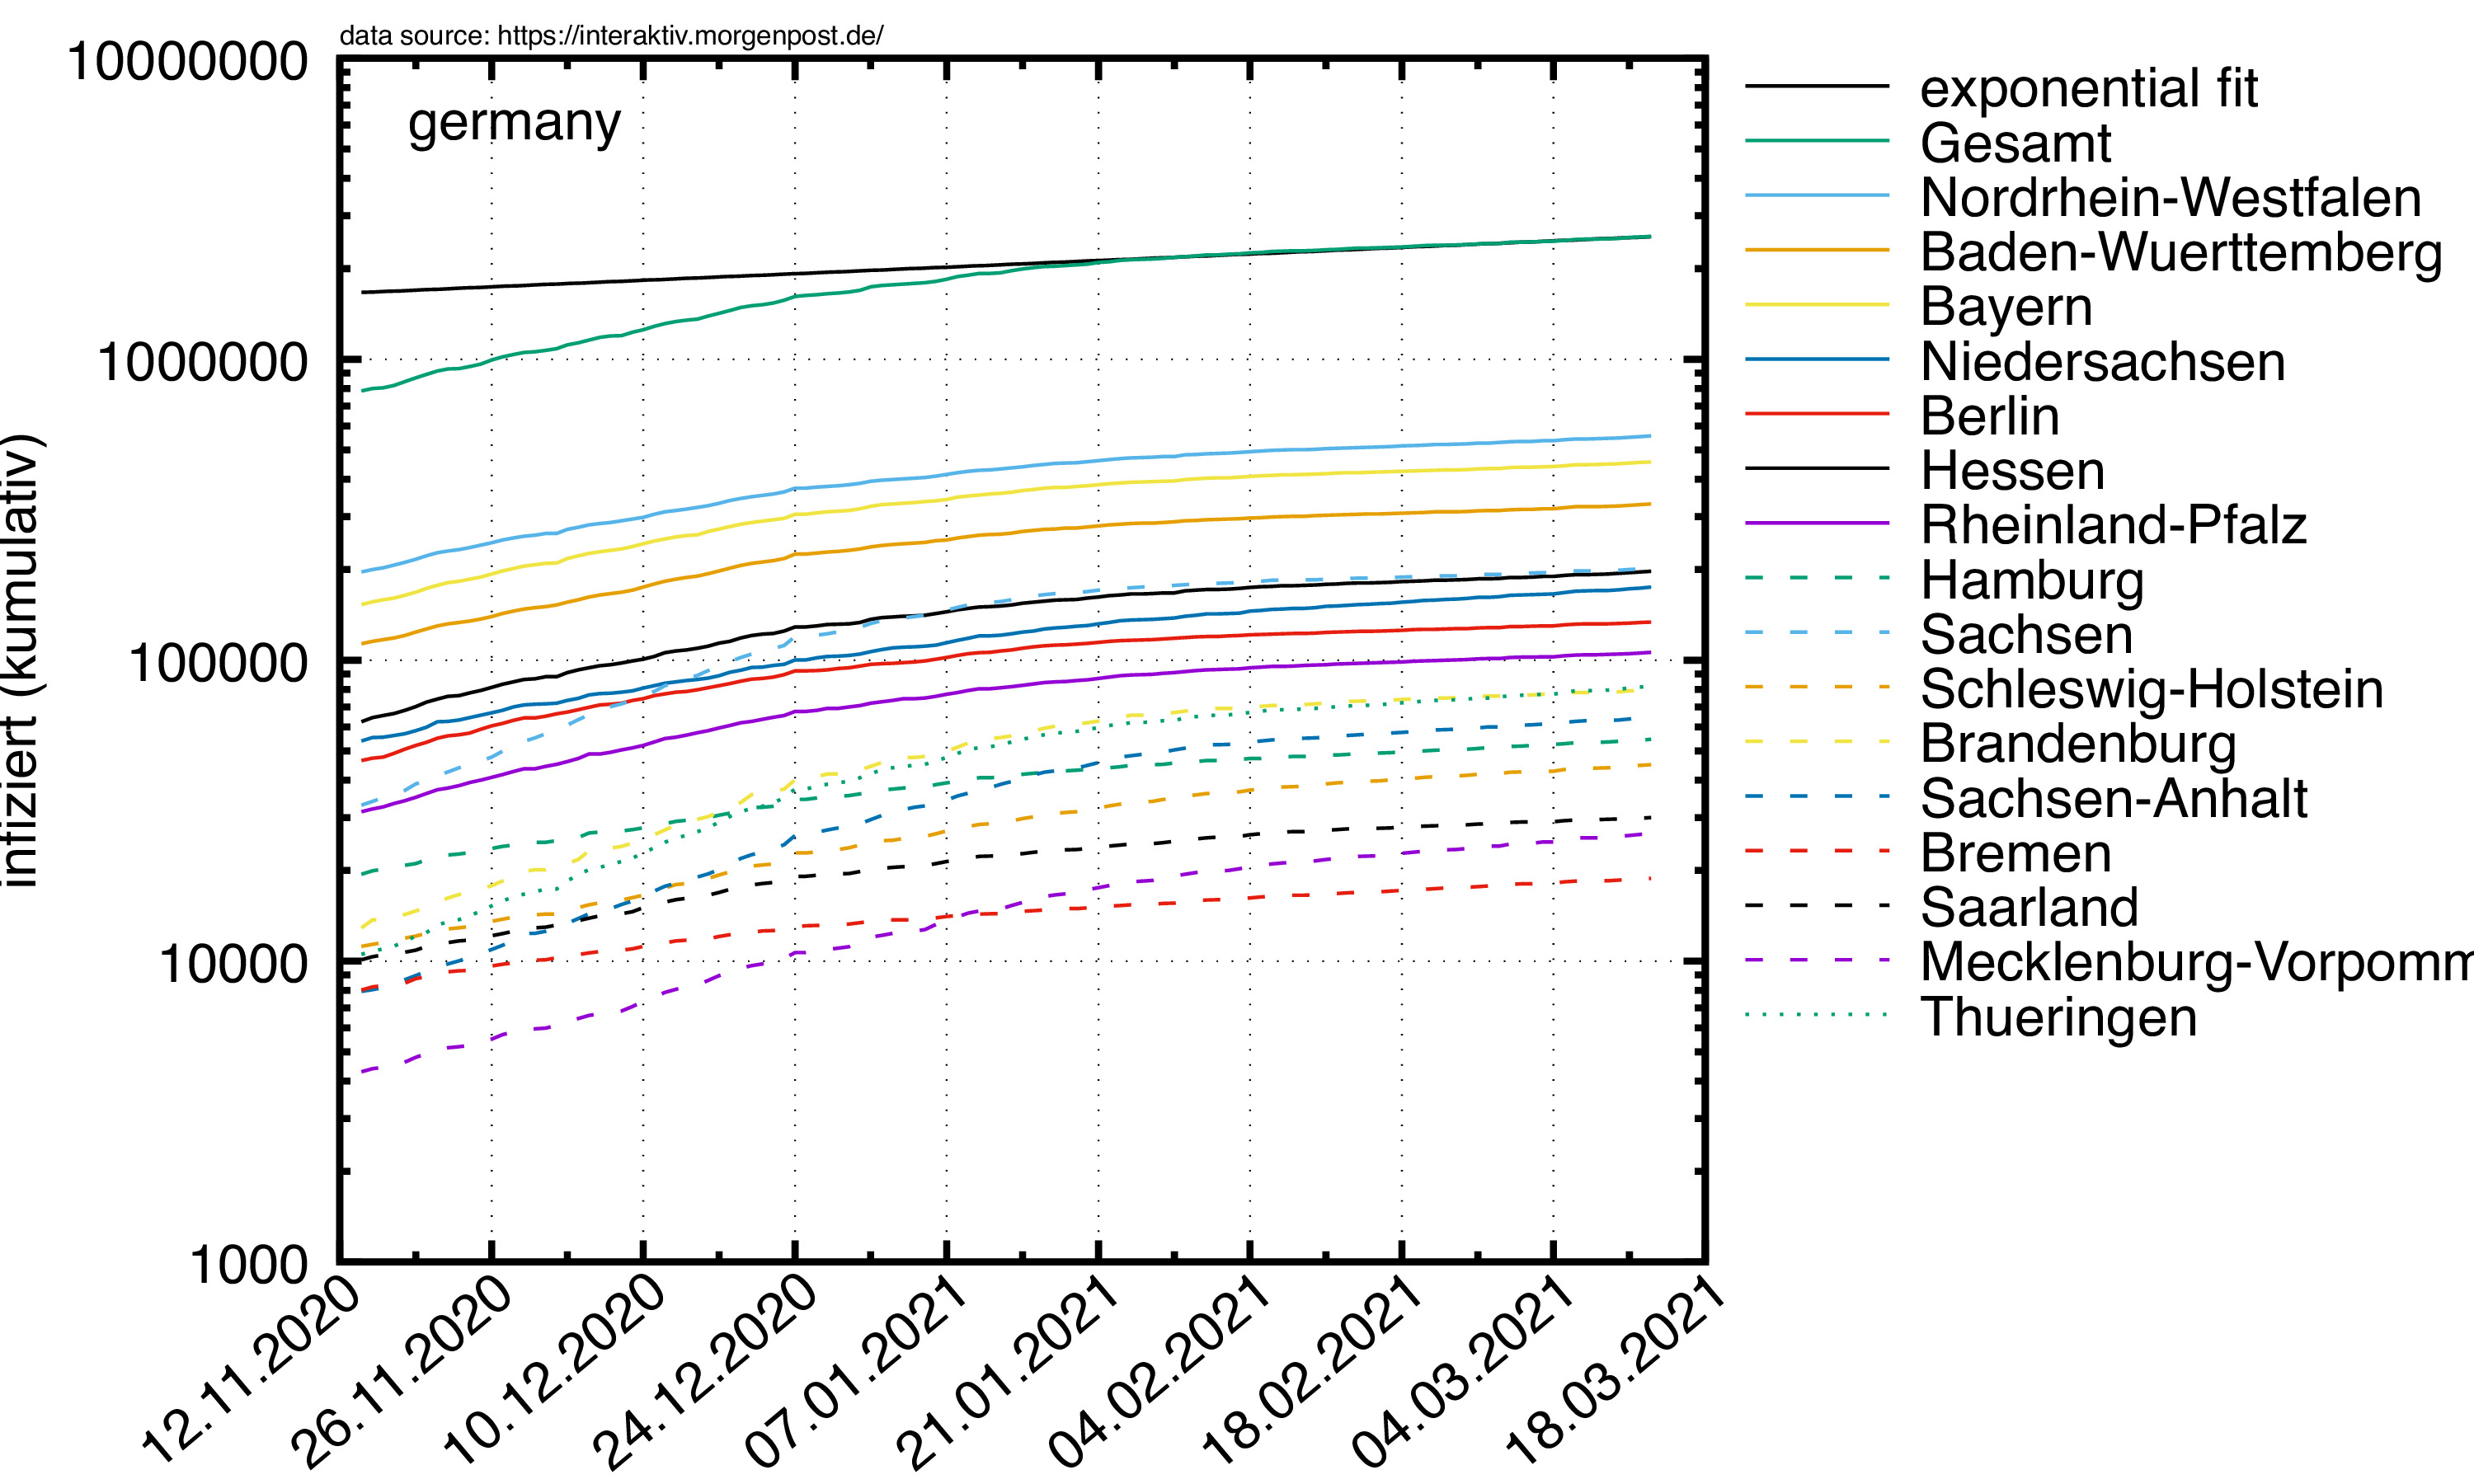 data source: https://interaktiv.morgenpost.de/
germany
infiziert (kumulativ)
10000000
1000000
100000
10000
1000
12.11.2020
26.11.2020
10.12.2020
24.12.2020
07.01.2021
21.01.2021
04.02.2021
18.02.2021
04.03.2021
18.03.2021
exponential fit
Gesamt
Nordrhein-Westfalen
Baden-Wuerttemberg
Bayern
Niedersachsen
Berlin
Hessen
Rheinland-Pfalz
Hamburg
Sachsen
Schleswig-Holstein
Brandenburg
Sachsen-Anhalt
Bremen
Saarland
Mecklenburg-Vorpomm
Thueringen